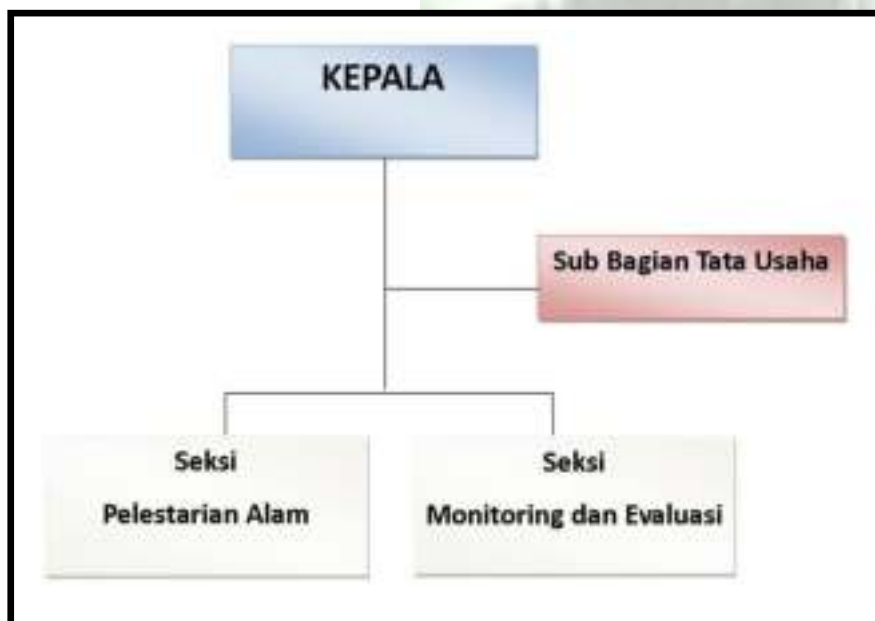 KEPALA
Sub Bagian Tata Usaha
Seksi
Pelestarian Alam
Seksi
Monitoring dan Evaluasi